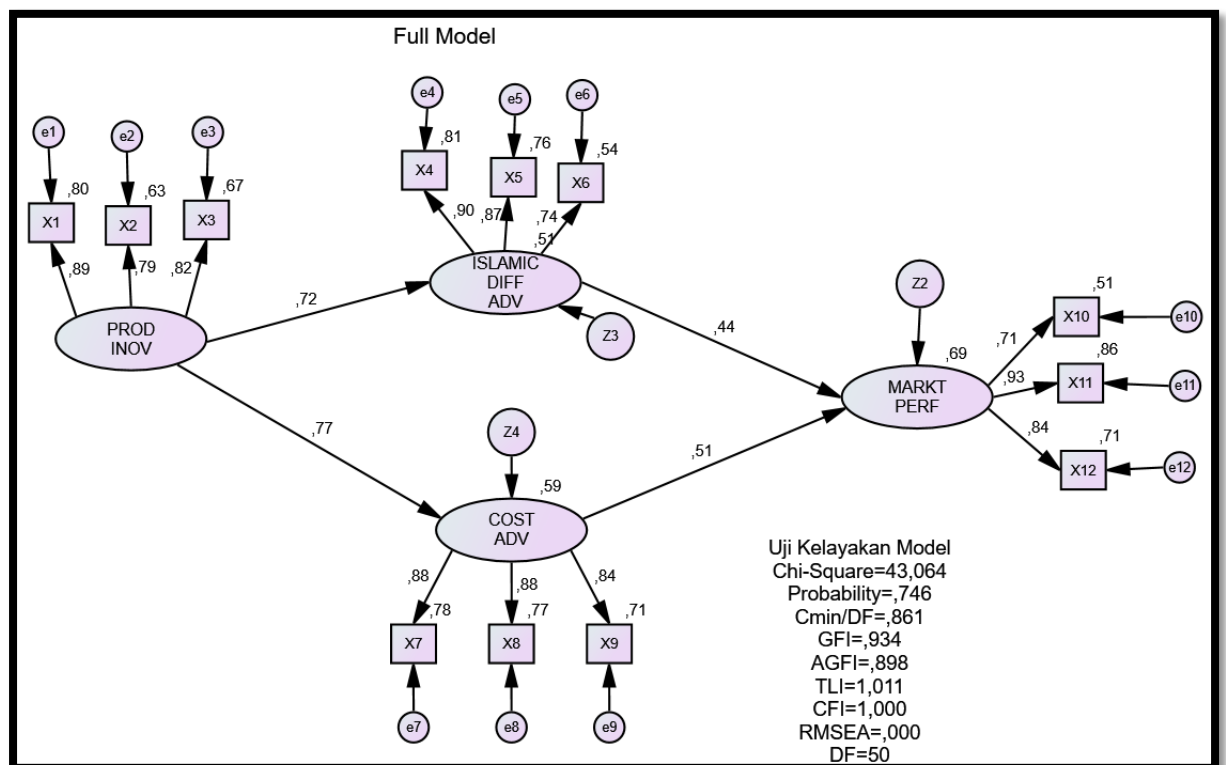 Full Model
e4
e5
e6
e1
e2
e3
,81
,76
,54
X4
X5
X6
,80
,63
,67
X1
X2
X3
,90
,87
,74
,51
,89
,79
,82
ISLAMIC
DIFF
ADV
PROD
INOV
,72
Z3
Z2
,44
,51
X10
e10
,71
,69
,86
MARKT
PERF
,93
X11
e11
,84
,71
X12
e12
,77
Z4
,51
,59
COST
ADV
,88
,88
,84
,78
,77
,71
X7
X8
X9
e7
e8
e9
Uji Kelayakan Model
Chi-Square=43,064
Probability=,746
Cmin/DF=,861
GFI=,934
AGFI=,898
TLI=1,011
CFI=1,000
RMSEA=,000
DF=50